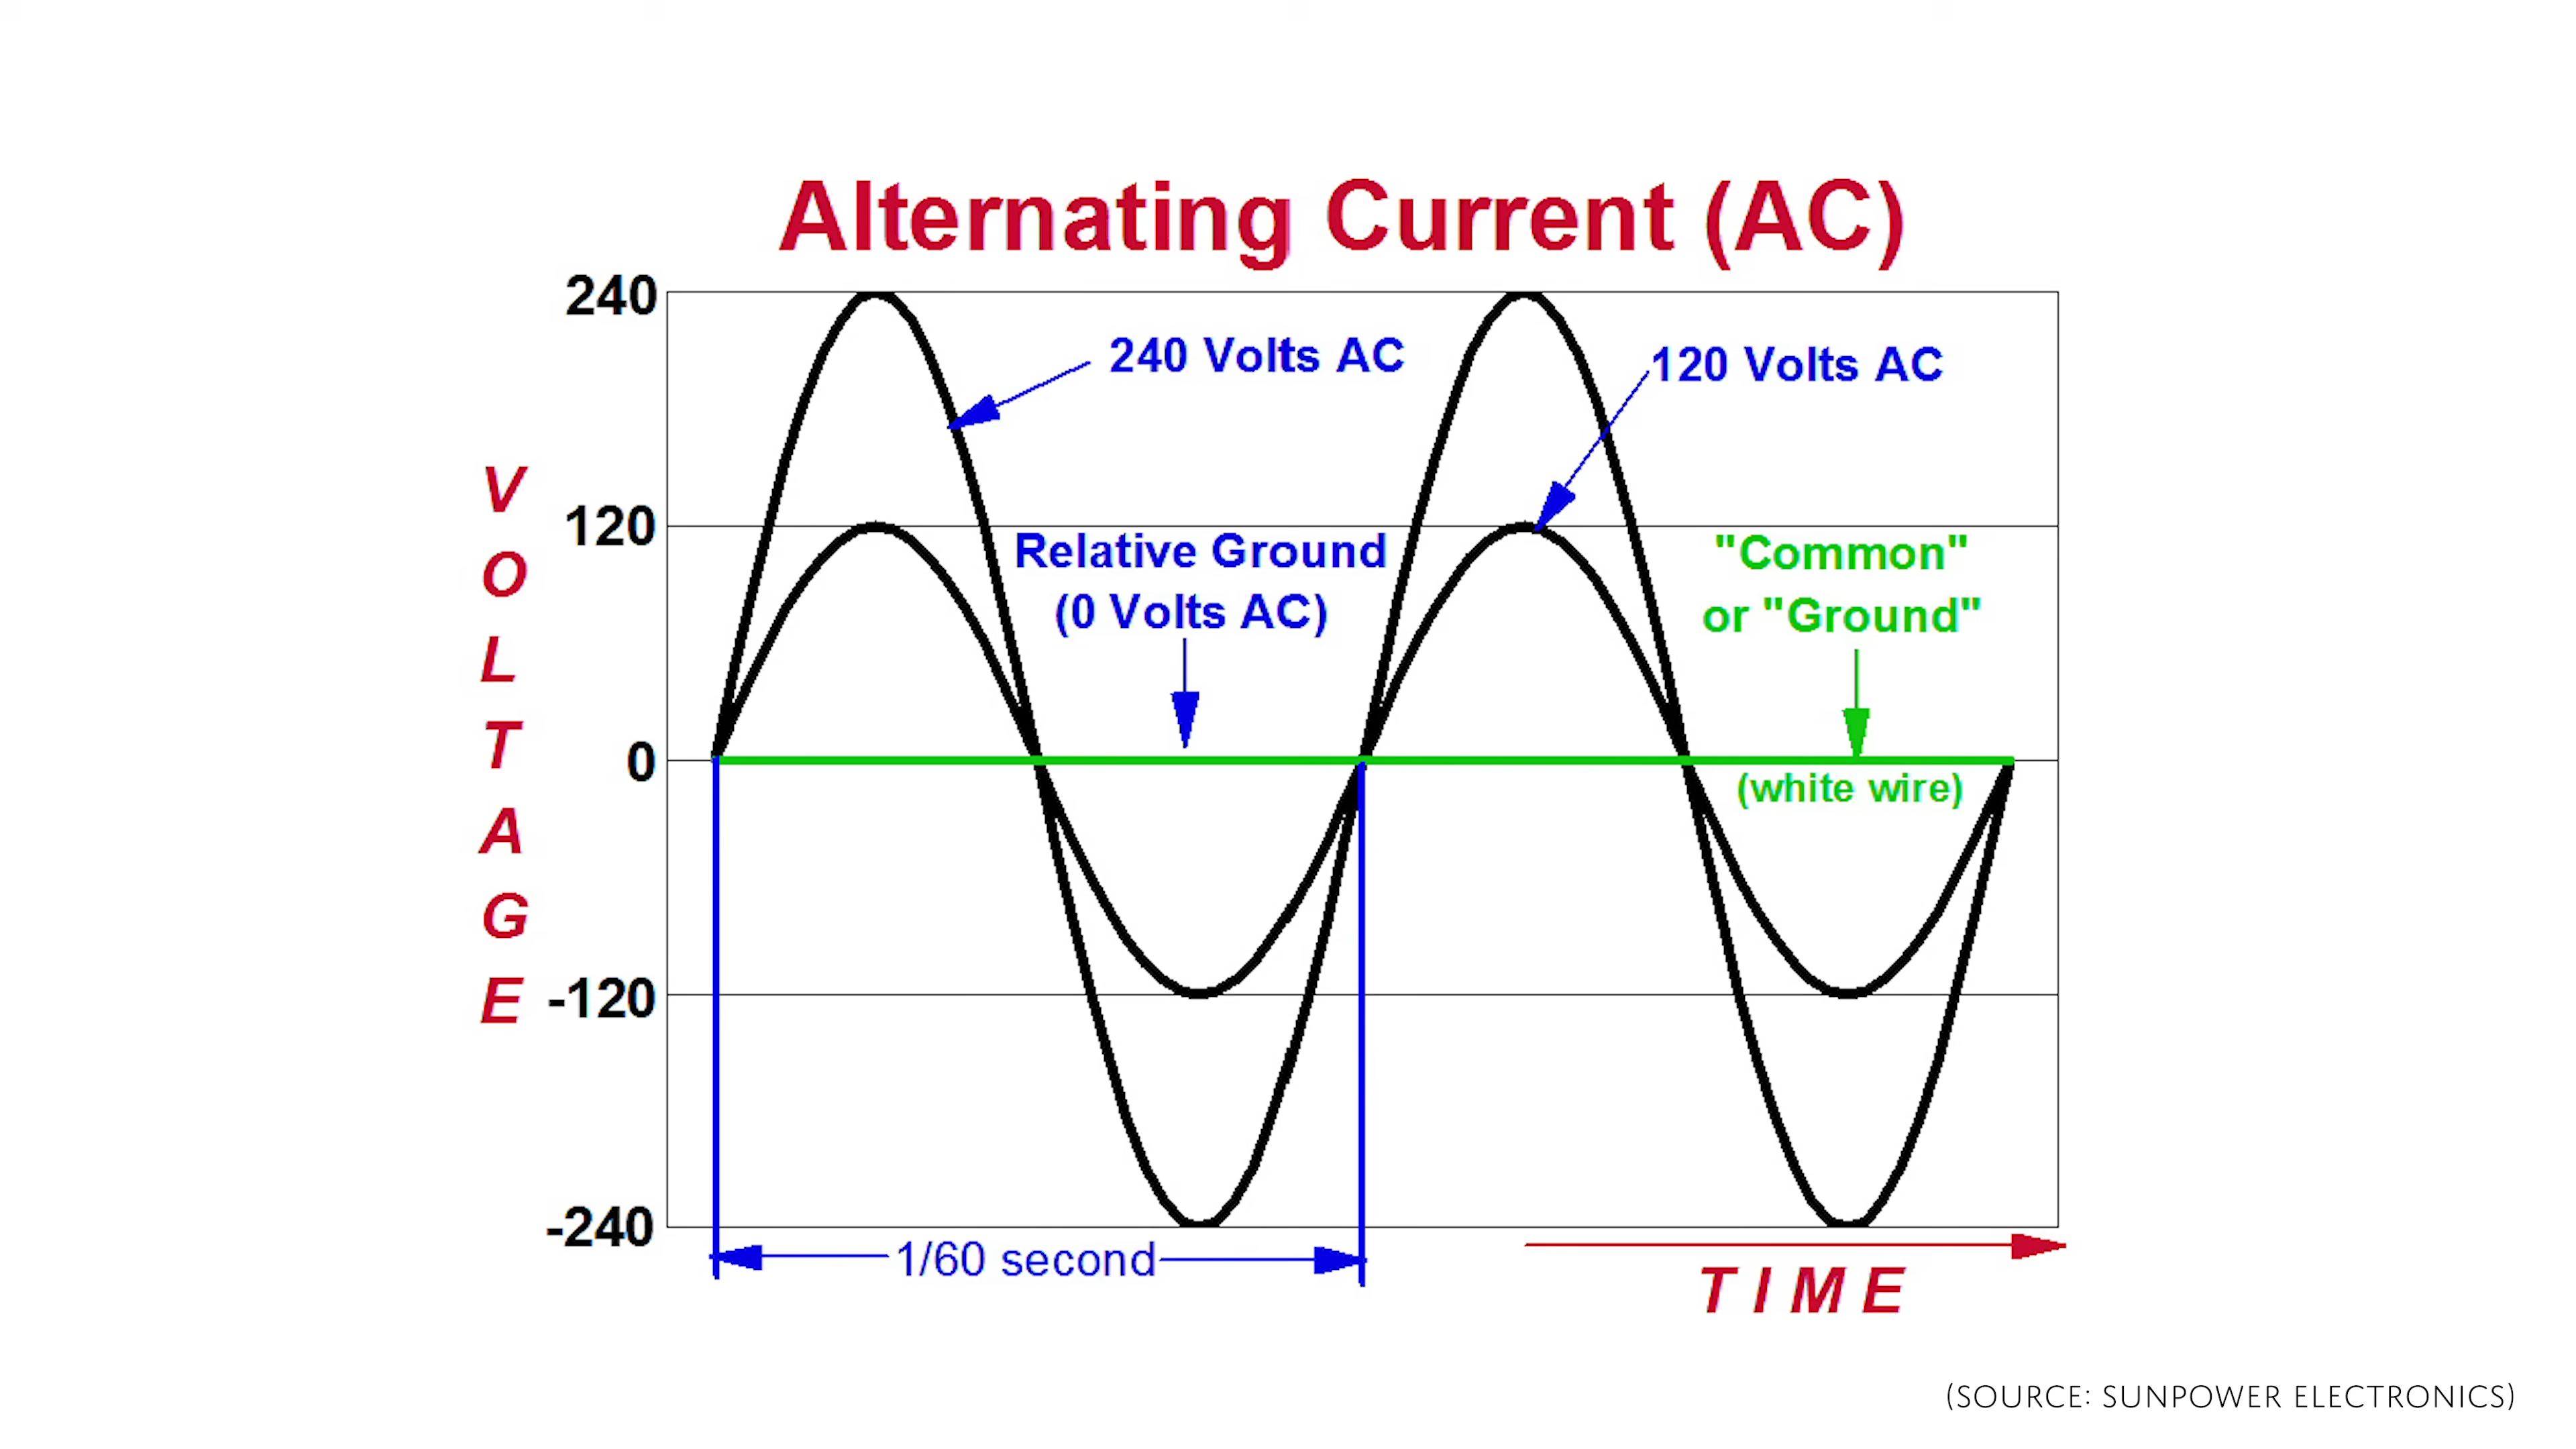 Alternating Current (AC)
240
240 Volts AC
120 Volts AC
VOLTAGE
120
Relative Ground
(0 Volts AC)
"Common"
or "Ground"
0
(white wire)
-120
-240
1/60 second
TIME
(SOURCE: SUNPOWER ELECTRONICS)